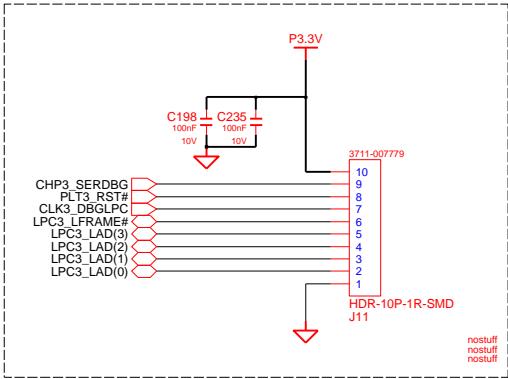 P3.3V
C198
100nF
10V
C235
100nF
10V
3711-007779
10
CHP3_SERDBG 9
PLT3_RST# 8
CLK3_DBGLPC 7
LPC3_LFRAME# 6
LPC3_LAD(3) 5
LPC3_LAD(2) 4
LPC3_LAD(1) 3
LPC3_LAD(0) 2
1
HDR-10P-1R-SMD
J11
nostuff
nostuff
nostuff